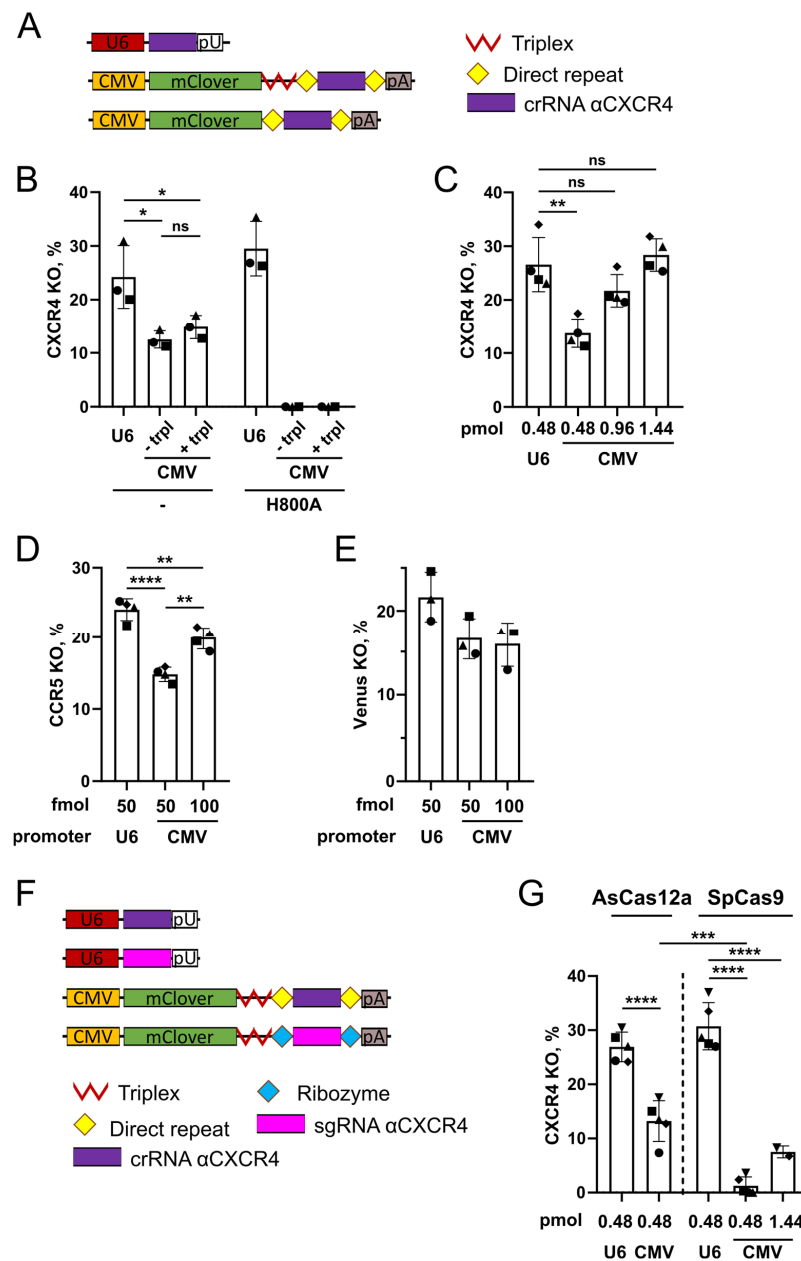 A
U6 pU
CMV mClover pA
CMV mClover pA
Triplex
Direct repeat
crRNA αCXCR4
B
CXCR4 KO, %
40
30
20
10
0
*
*
ns
U6 - trpl + trpl U6 - trpl + trpl
CMV CMV
- H800A
C
CXCR4 KO, %
40
30
20
10
0
ns
ns
**
pmol 0.48 0.48 0.96 1.44
U6 CMV
D
CCR5 KO, %
30
20
10
0
**
****
**
fmol 50 50 100
promoter U6 CMV
E
Venus KO, %
20
10
0
fmol 50 50 100
promoter U6 CMV
F
U6 pU
U6 pU
CMV mClover pA
CMV mClover pA
Triplex
Ribozyme
Direct repeat
sgRNA αCXCR4
crRNA αCXCR4
G
AsCas12a SpCas9
CXCR4 KO, %
40
30
20
10
0
***
****
****
****
pmol 0.48 0.48 0.48 0.48 1.44
U6 CMV U6 CMV